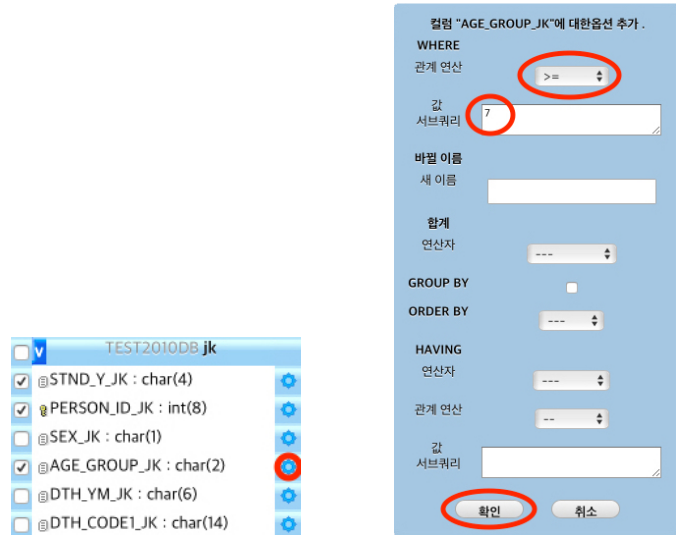 TEST2010DB jk
STND_Y_JK : char(4)
PERSON_ID_JK : int(8)
SEX_JK : char(1)
AGE_GROUP_JK : char(2)
DTH_YM_JK : char(6)
DTH_CODE1_JK : char(14)
컬럼 "AGE_GROUP_JK"에 대한옵션 추가 .
WHERE
관계 연산
>=
값
서브쿼리
7
바뀔 이름
새 이름
합계
연산자
---
GROUP BY
ORDER BY
---
HAVING
연산자
---
관계 연산
--
값
서브쿼리
확인
취소